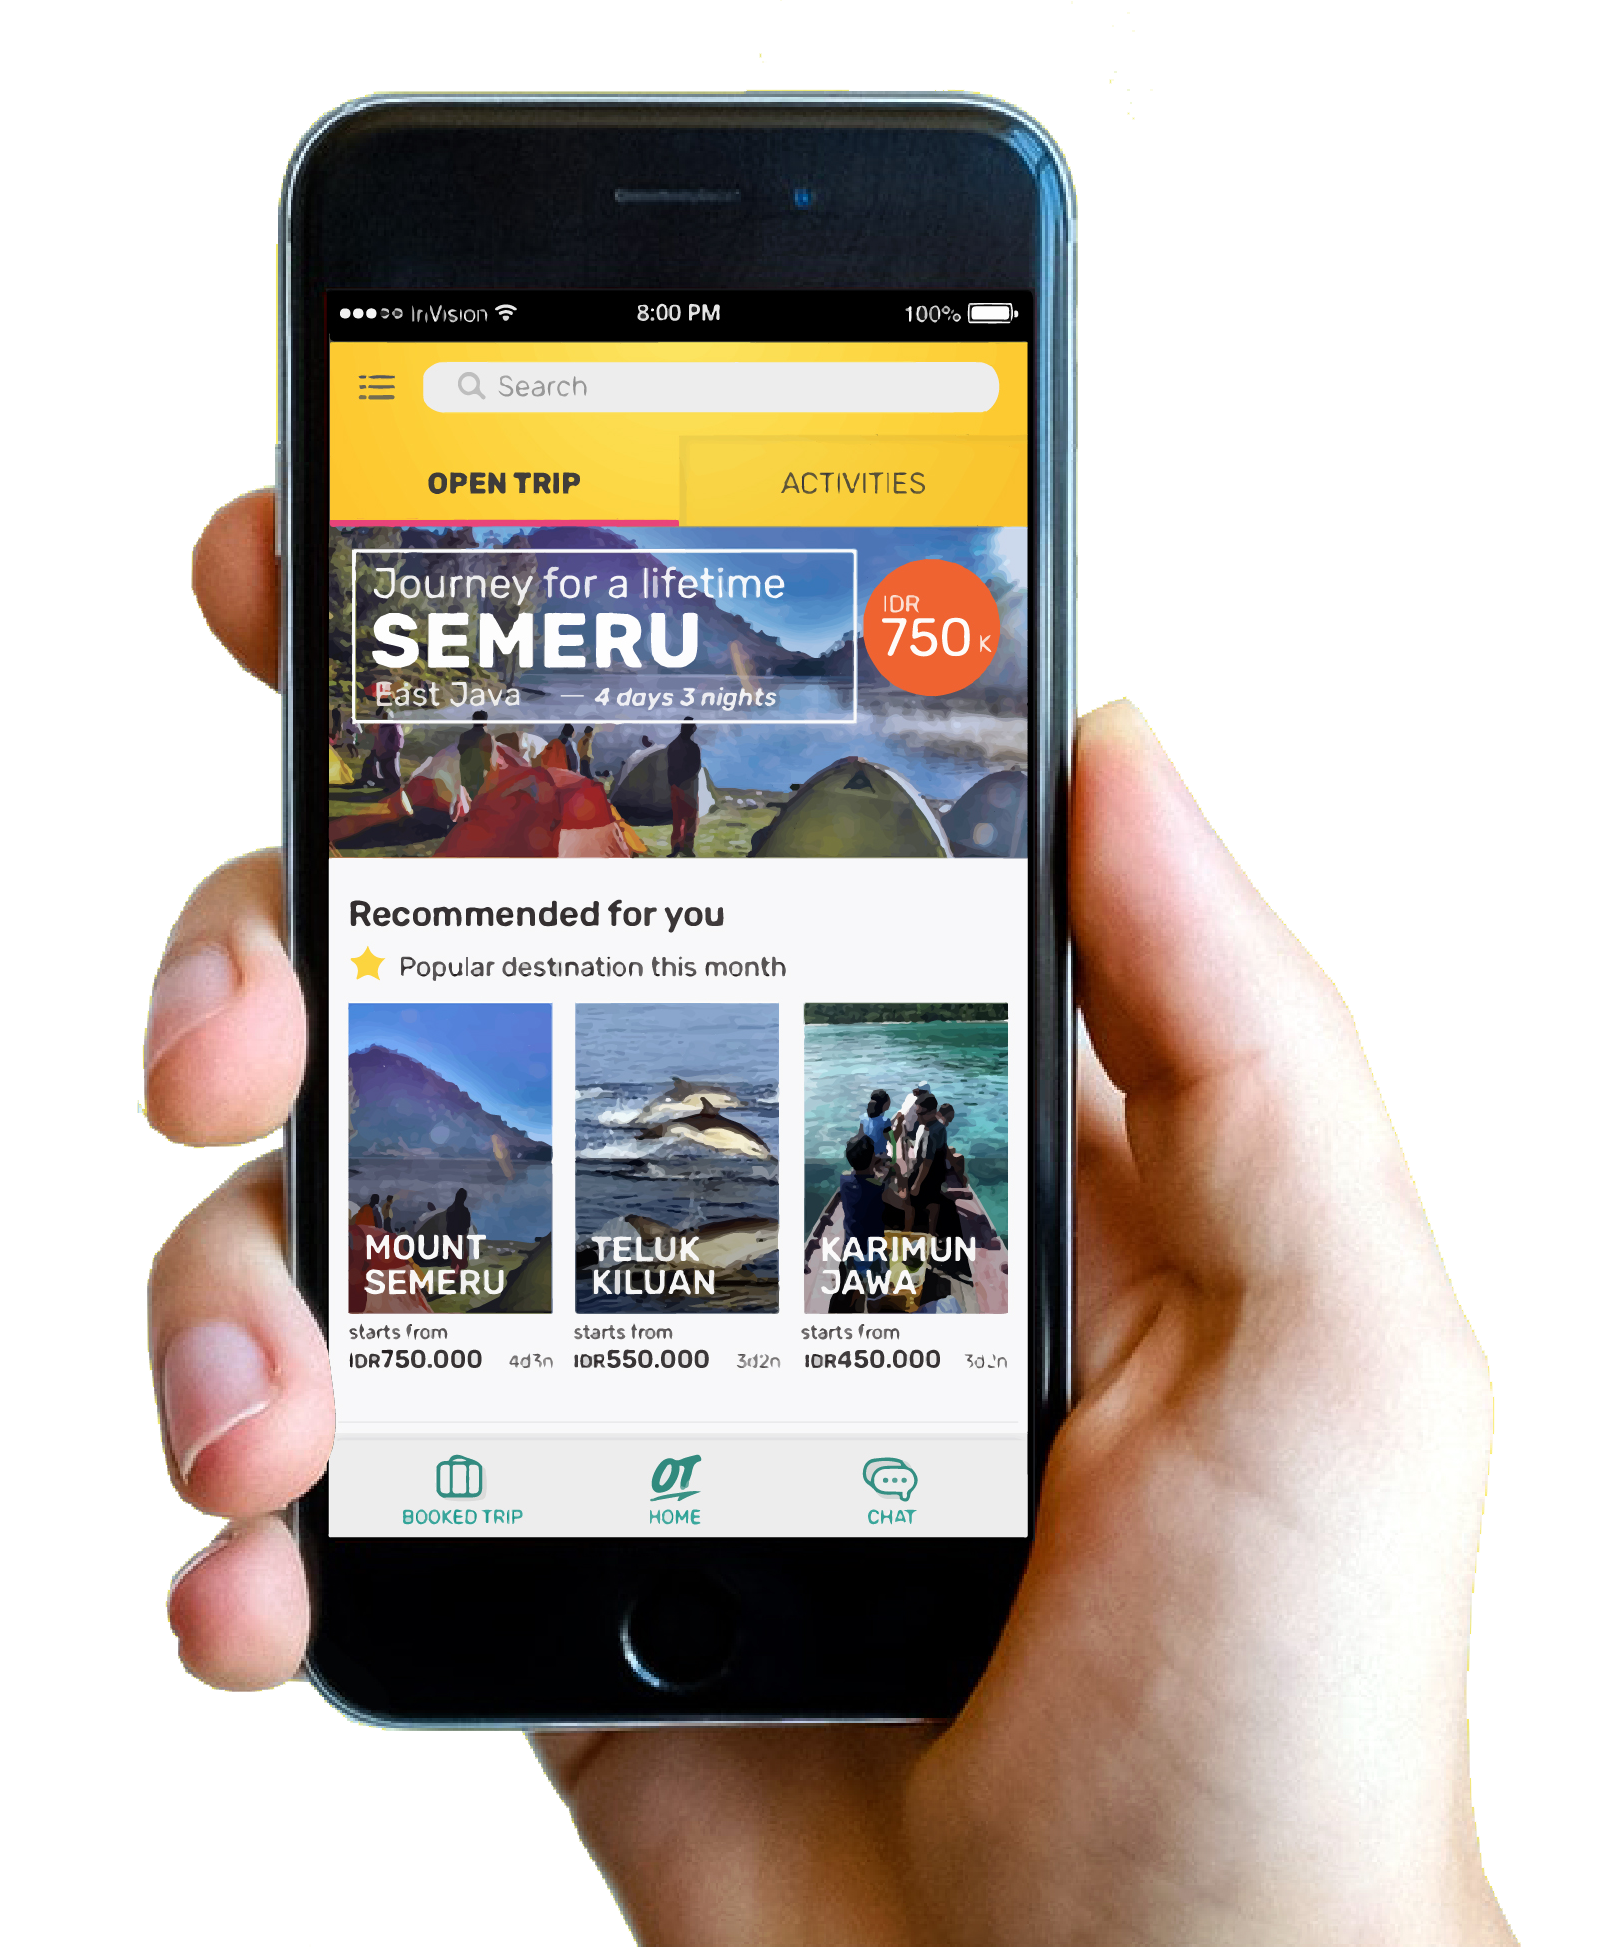 InVision
8:00 PM
100%
Search
OPEN TRIP
ACTIVITIES
Journey for a lifetime
SEMERU
East Java — 4 days 3 nights
IDR
750 K
Recommended for you
Popular destination this month
MOUNT
SEMERU
starts from
IDR750.000 4d3n
TELUK
KILUAN
starts from
IDR550.000 3d2n
KARIMUN
JAWA
starts from
IDR450.000
BOOKED TRIP
OT
HOME
CHAT